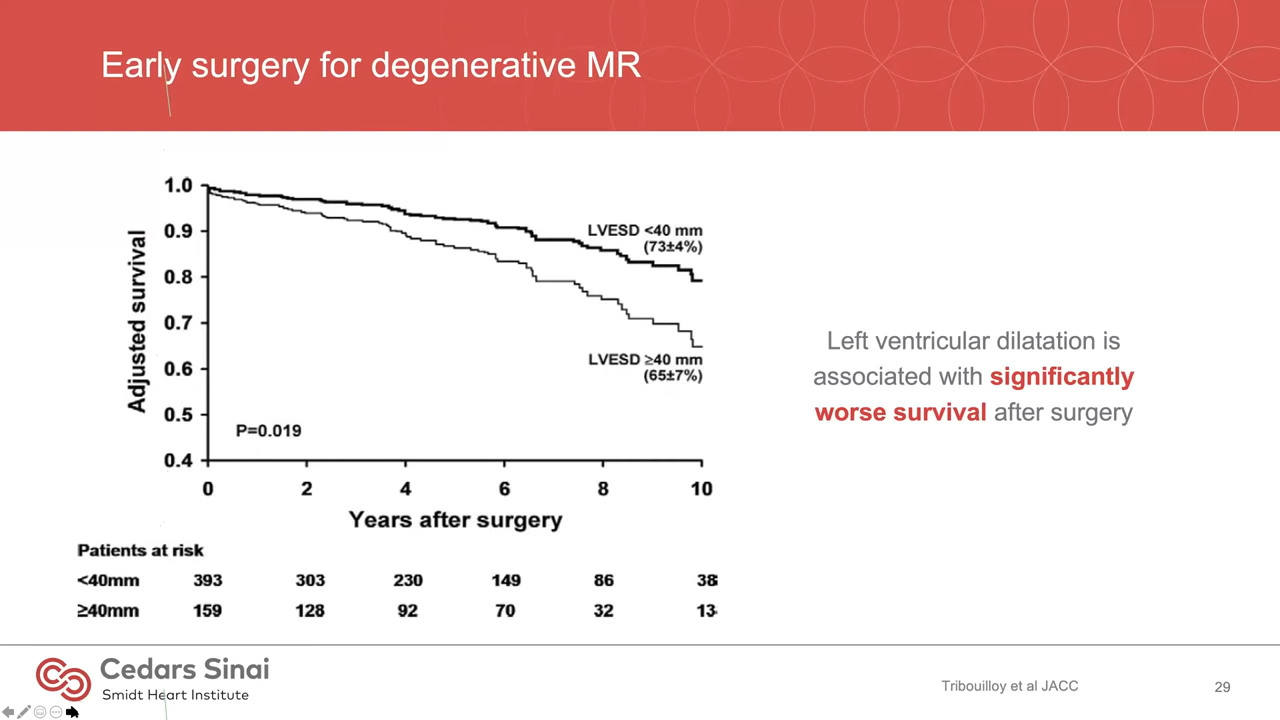 Early surgery for degenerative MR
1.0
0.9
0.8
0.7
0.6
0.5
0.4
Adjusted survival
LVESD <40 mm
(73±4%)
LVESD ≥40 mm
(65±7%)
P=0.019
0 2 4 6 8 10
Years after surgery
Patients at risk
<40mm 393 303 230 149 86 38
≥40mm 159 128 92 70 32 13
Left ventricular dilatation is
associated with significantly
worse survival after surgery
Cedars Sinai
Smidt Heart Institute
Tribouilloy et al JACC
29